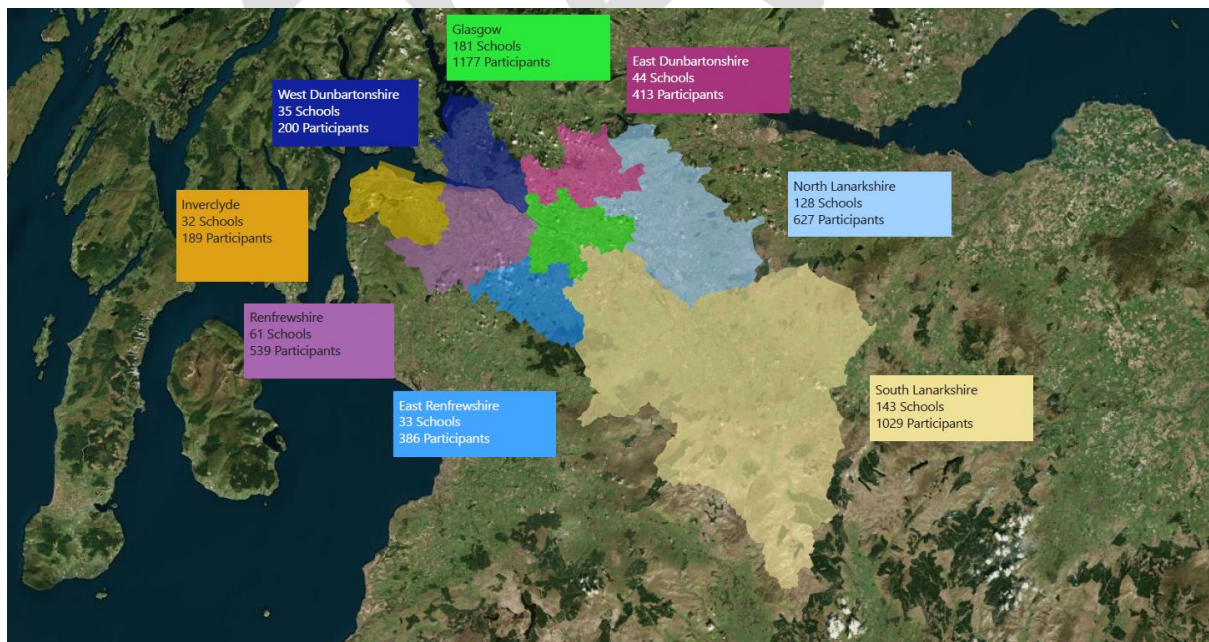 Glasgow
181 Schools
1177 Participants
East Dunbartonshire
44 Schools
413 Participants
West Dunbartonshire
35 Schools
200 Participants
North Lanarkshire
128 Schools
627 Participants
Inverclyde
32 Schools
189 Participants
Renfrewshire
61 Schools
539 Participants
South Lanarkshire
143 Schools
1029 Participants
East Renfrewshire
33 Schools
386 Participants